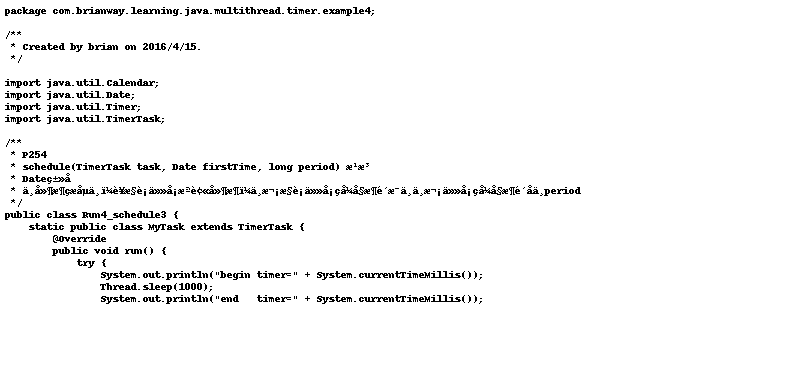 package com.brianway.learning.java.multithread.timer.example4;
/**
 * Created by brian on 2016/4/15.
 */
import java.util.Calendar;
import java.util.Date;
import java.util.Timer;
import java.util.TimerTask;
/**
 * P254
 * schedule(TimerTask task, Date firstTime, long period) æ¹æ³
 * Dateç±»å
 * ä¸å»¶æ¶çæåµä¸ï¼è¥æ§è¡ä»»å¡æªè¢«å»¶æ¶ï¼ä¸æ¬¡æ§è¡ä»»å¡çå¼å§æ¶é´æ¯ä¸ä¸æ¬¡ä»»å¡çå¼å§æ¶é´åä¸period
 */
public class Run4_schedule3 {
    static public class MyTask extends TimerTask {
        @Override
        public void run() {
            try {
                System.out.println("begin timer=" + System.currentTimeMillis());
                Thread.sleep(1000);
                System.out.println("end   timer=" + System.currentTimeMillis());